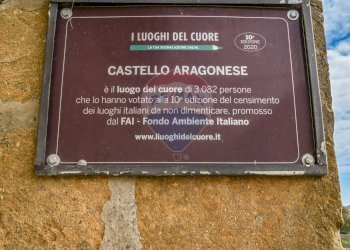 I LUOGHI DEL CUORE
LA TUA SEGNALAZIONE SALVA.
10ª
EDIZIONE
2020
CASTELLO ARAGONESE
è il luogo del cuore di 3.082 persone
che lo hanno votato alla 10ª edizione del censimento
dei luoghi italiani da non dimenticare, promosso
dal FAI - Fondo Ambiente Italiano
www.iluoghidelcuore.it